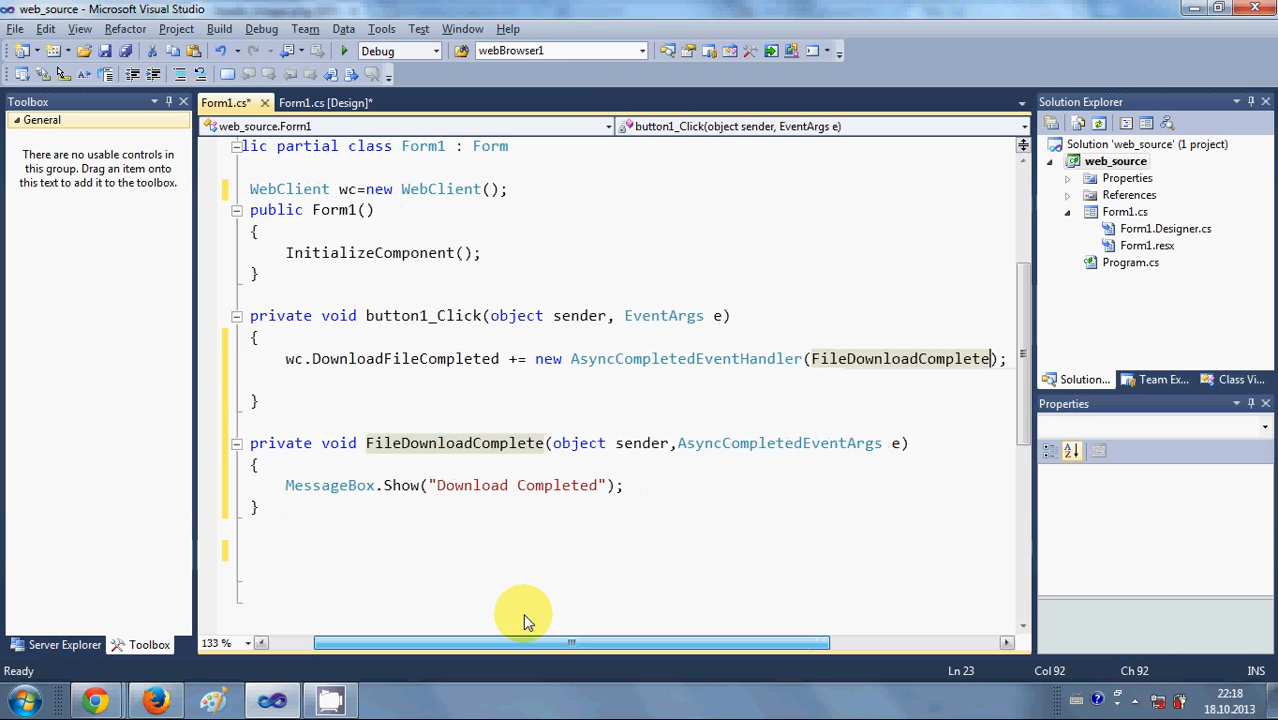 web_source - Microsoft Visual Studio
File Edit View Refactor Project Build Debug Team Data Tools Test Window Help
Debug webBrowser1
Toolbox
General
There are no usable controls in
this group. Drag an item onto
this text to add it to the toolbox.
Server Explorer Toolbox
Form1.cs* Form1.cs [Design]*
web_source.Form1 button1_Click(object sender, EventArgs e)
lic partial class Form1 : Form
WebClient wc=new WebClient();
public Form1()
{
InitializeComponent();
}
private void button1_Click(object sender, EventArgs e)
{
wc.DownloadFileCompleted += new AsyncCompletedEventHandler(FileDownloadComplete);
}
private void FileDownloadComplete(object sender,AsyncCompletedEventArgs e)
{
MessageBox.Show("Download Completed");
}
133 %
Solution Explorer
Solution 'web_source' (1 project)
web_source
Properties
References
Form1.cs
Form1.Designer.cs
Form1.resx
Program.cs
Solution... Team Ex... Class Vi...
Properties
Ready Ln 23 Col 92 Ch 92 INS
22:18
18.10.2013